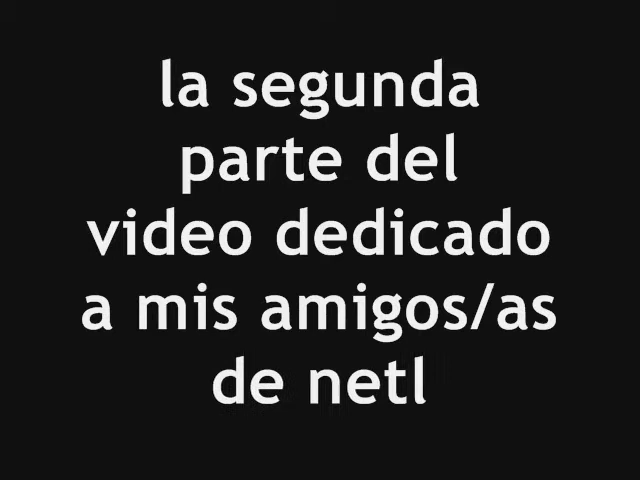 la segunda
parte del
video dedicado
a mis amigos/as
de netl